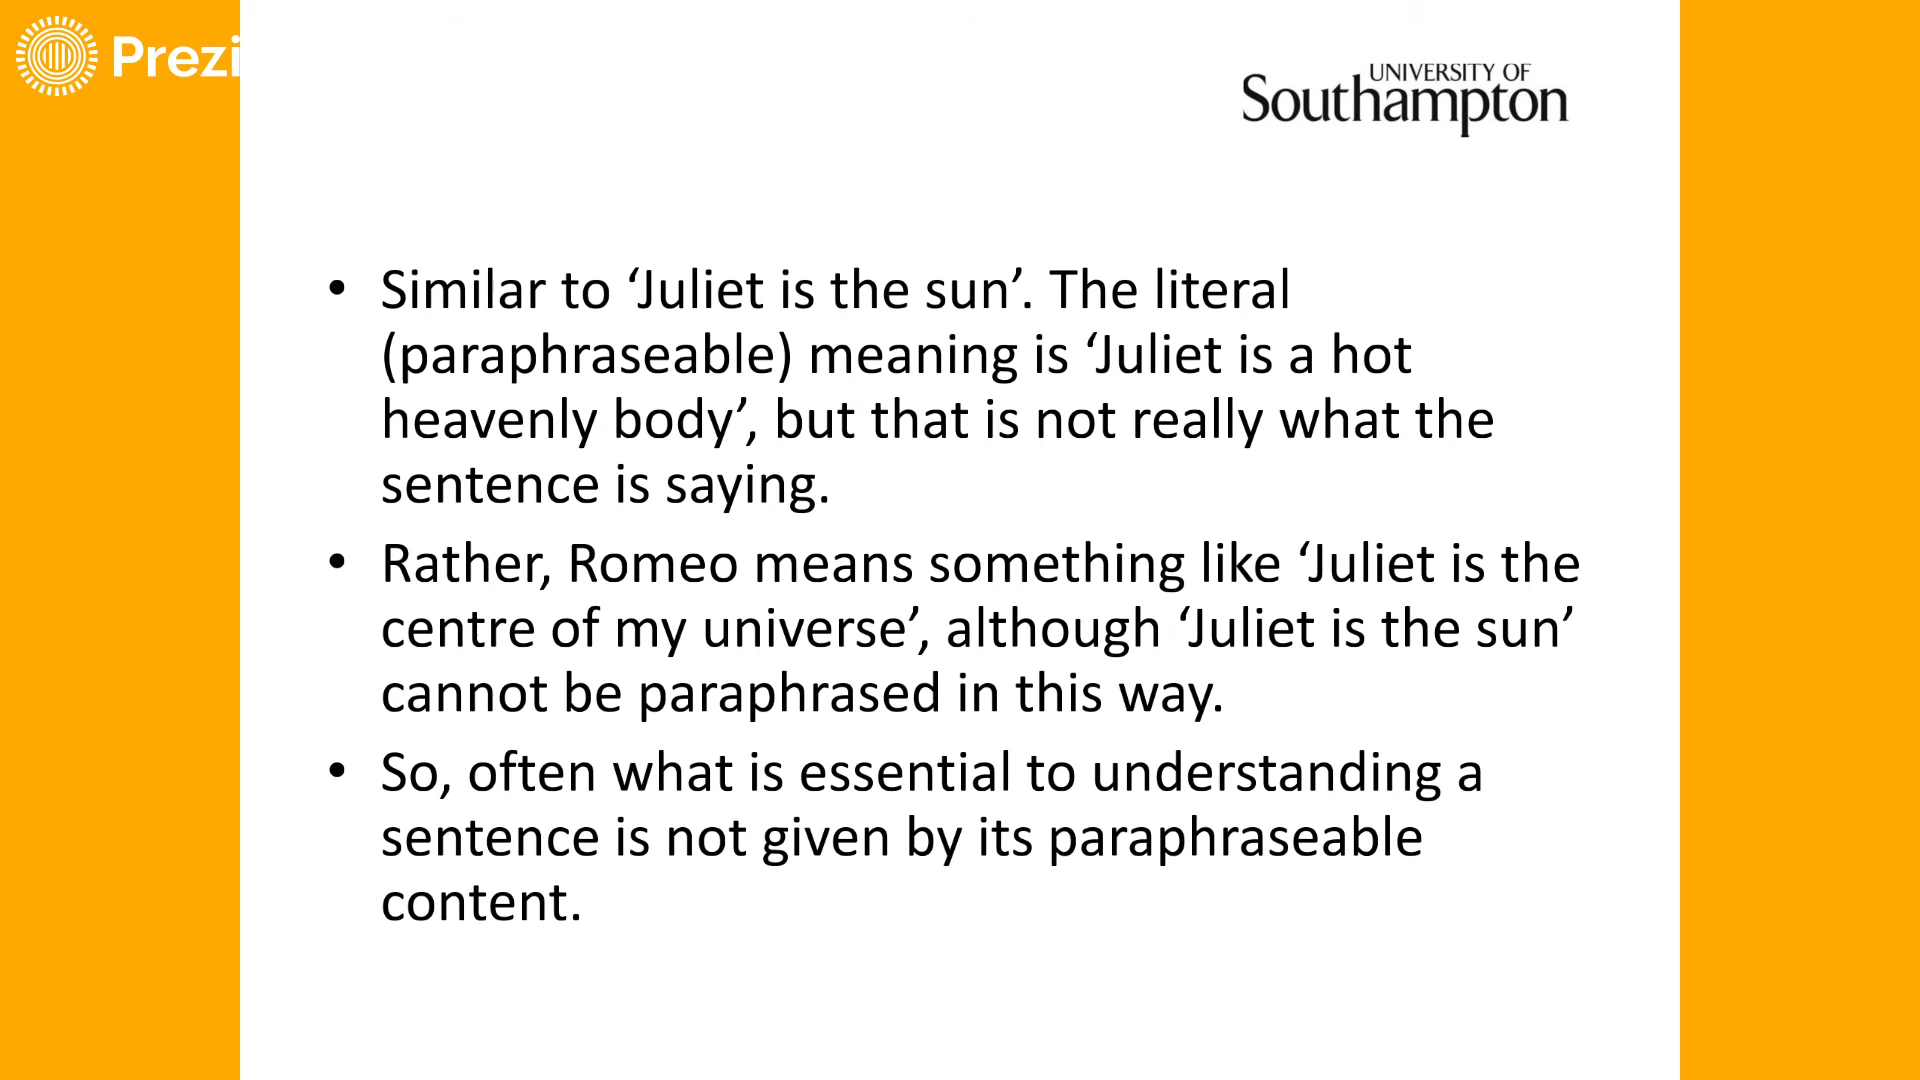 Prezi
UNIVERSITY OF
Southampton
• Similar to ‘Juliet is the sun’. The literal
(paraphraseable) meaning is ‘Juliet is a hot
heavenly body’, but that is not really what the
sentence is saying.
• Rather, Romeo means something like ‘Juliet is the
centre of my universe’, although ‘Juliet is the sun’
cannot be paraphrased in this way.
• So, often what is essential to understanding a
sentence is not given by its paraphraseable
content.